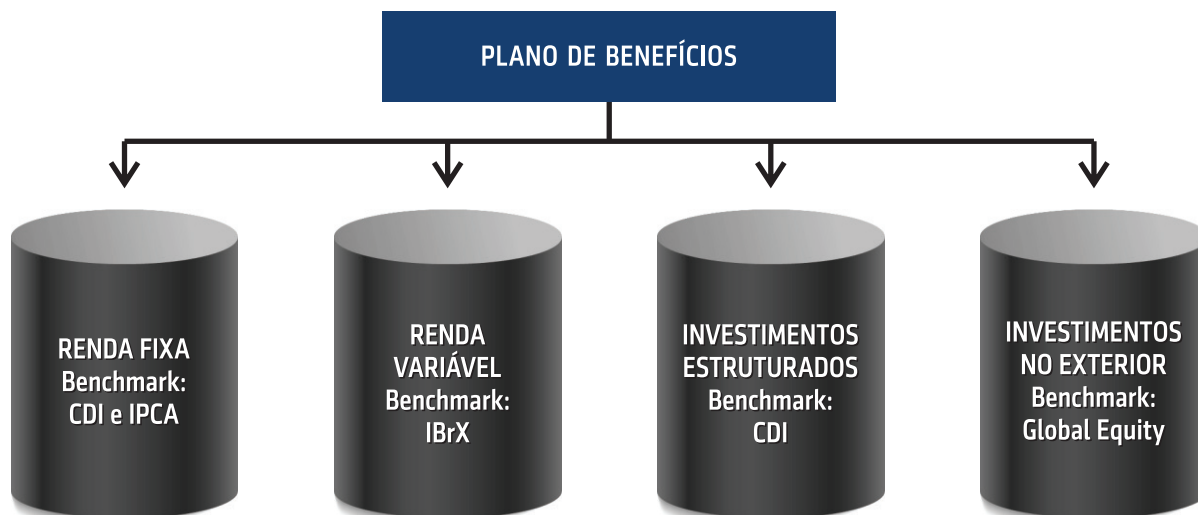 PLANO DE BENEFÍCIOS
RENDA FIXA
Benchmark:
CDI e IPCA
RENDA
VARIÁVEL
Benchmark:
IBrX
INVESTIMENTOS
ESTRUTURADOS
Benchmark:
CDI
INVESTIMENTOS
NO EXTERIOR
Benchmark:
Global Equity